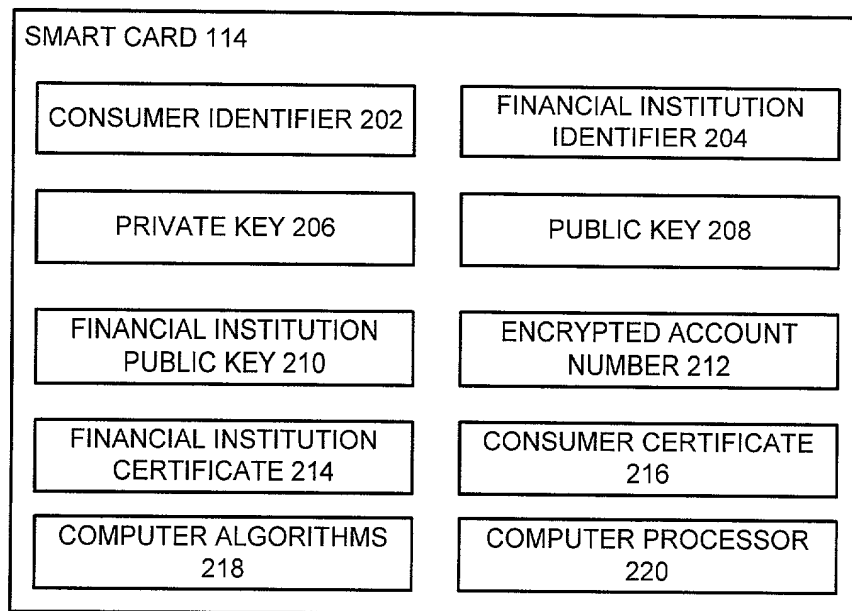 SMART CARD 114
CONSUMER IDENTIFIER 202
FINANCIAL INSTITUTION
IDENTIFIER 204
PRIVATE KEY 206
PUBLIC KEY 208
FINANCIAL INSTITUTION
PUBLIC KEY 210
ENCRYPTED ACCOUNT
NUMBER 212
FINANCIAL INSTITUTION
CERTIFICATE 214
CONSUMER CERTIFICATE
216
COMPUTER ALGORITHMS
218
COMPUTER PROCESSOR
220